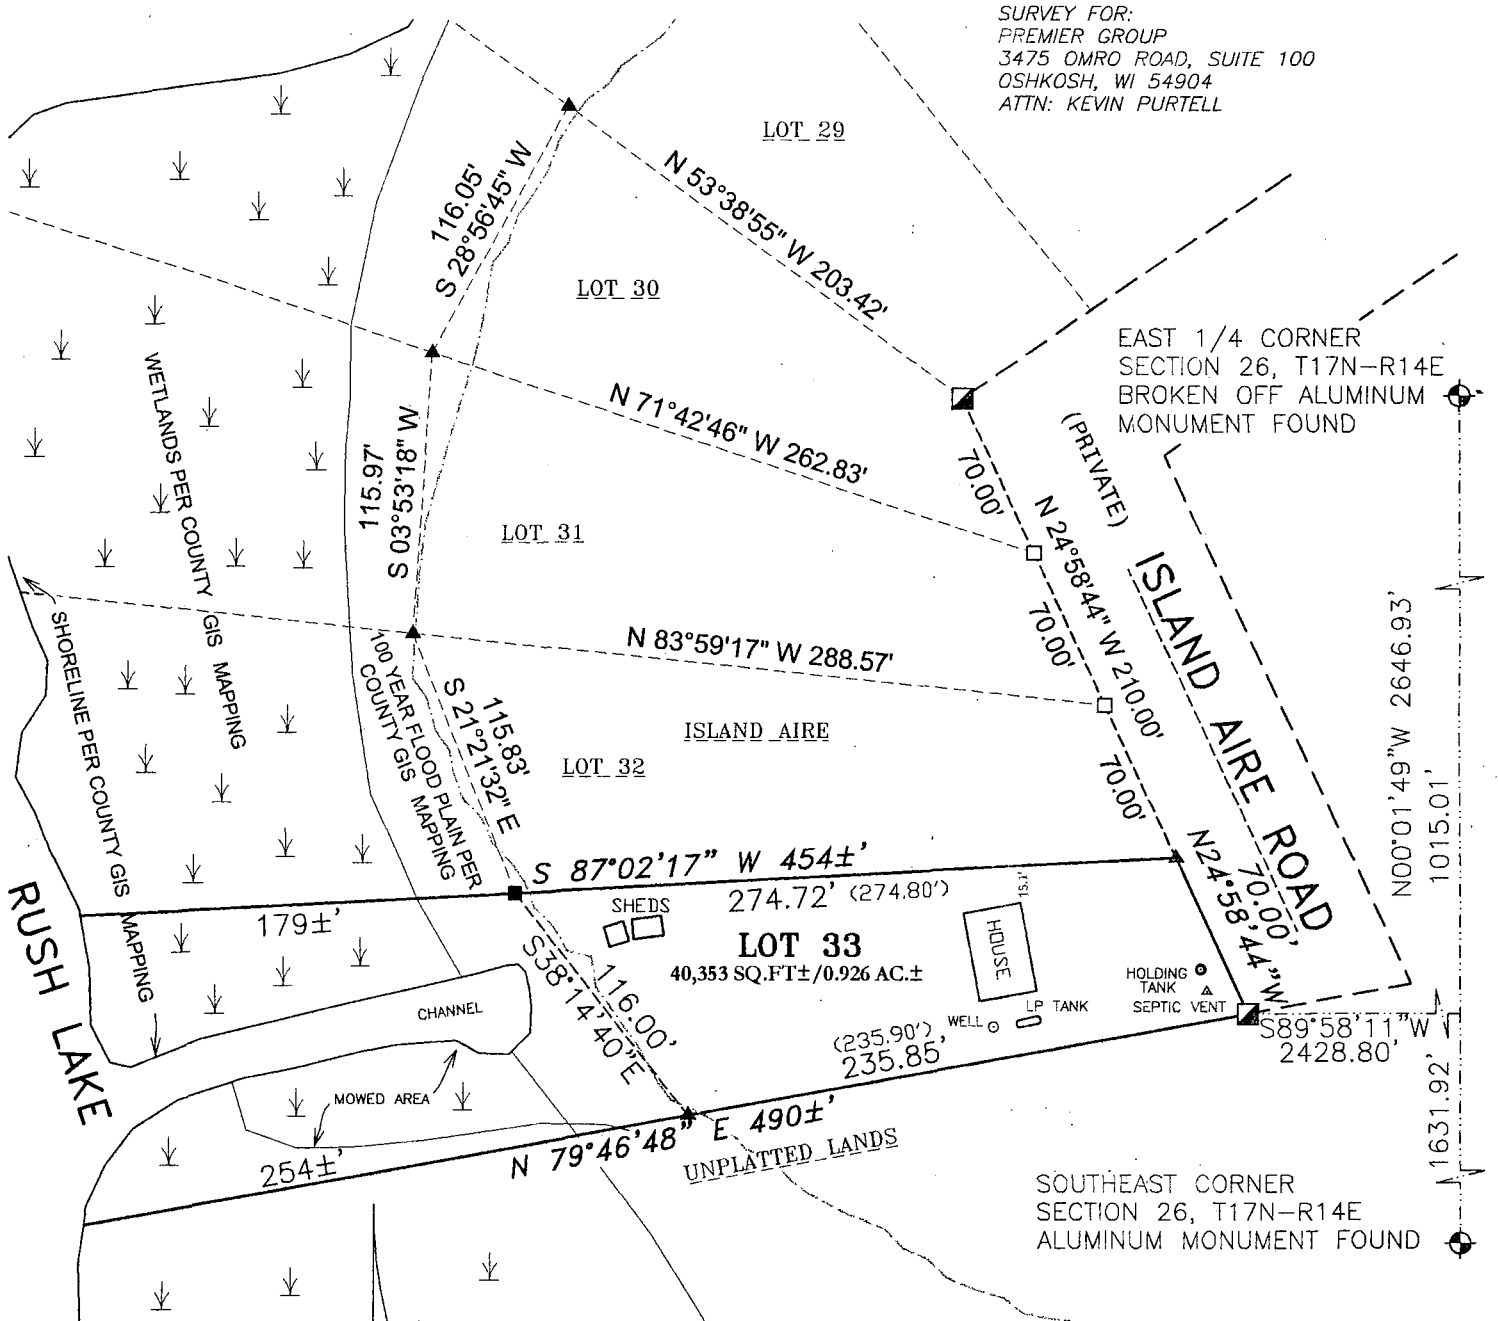 SURVEY FOR:
PREMIER GROUP
3475 OMRO ROAD, SUITE 100
OSHKOSH, WI 54904
ATTN: KEVIN PURTELL
LOT 29
116.05'
S 28°56'45" W
N 53°38'55" W 203.42'
LOT 30
EAST 1/4 CORNER
SECTION 26, T17N-R14E
BROKEN OFF ALUMINUM
MONUMENT FOUND
WETLANDS PER COUNTY GIS MAPPING
N 71°42'46" W 262.83'
(PRIVATE)
70.00'
115.97'
S 03°53'18" W
LOT 31
N 24°58'44" W 210.00'
ISLAND AIRE ROAD
N00°01'49"W 2646.93'
1015.01'
SHORELINE PER COUNTY GIS MAPPING
70.00'
N 83°59'17" W 288.57'
100 YEAR FLOOD PLAIN PER
COUNTY GIS MAPPING
115.83'
S 21°21'32" E
ISLAND AIRE
LOT 32
70.00'
S 87°02'17" W 454±'
274.72' (274.80')
15.7'
N24°58'44"W
70.00'
RUSH LAKE
179±'
SHEDS
LOT 33
40,353 SQ.FT±/0.926 AC.±
HOUSE
S38°14'40"E
116.00'
HOLDING
TANK
SEPTIC VENT
LP TANK
WELL
CHANNEL
(235.90')
235.85'
S89°58'11"W
2428.80'
1631.92'
MOWED AREA
254±'
N 79°46'48" E 490±'
UNPLATTED LANDS
SOUTHEAST CORNER
SECTION 26, T17N-R14E
ALUMINUM MONUMENT FOUND